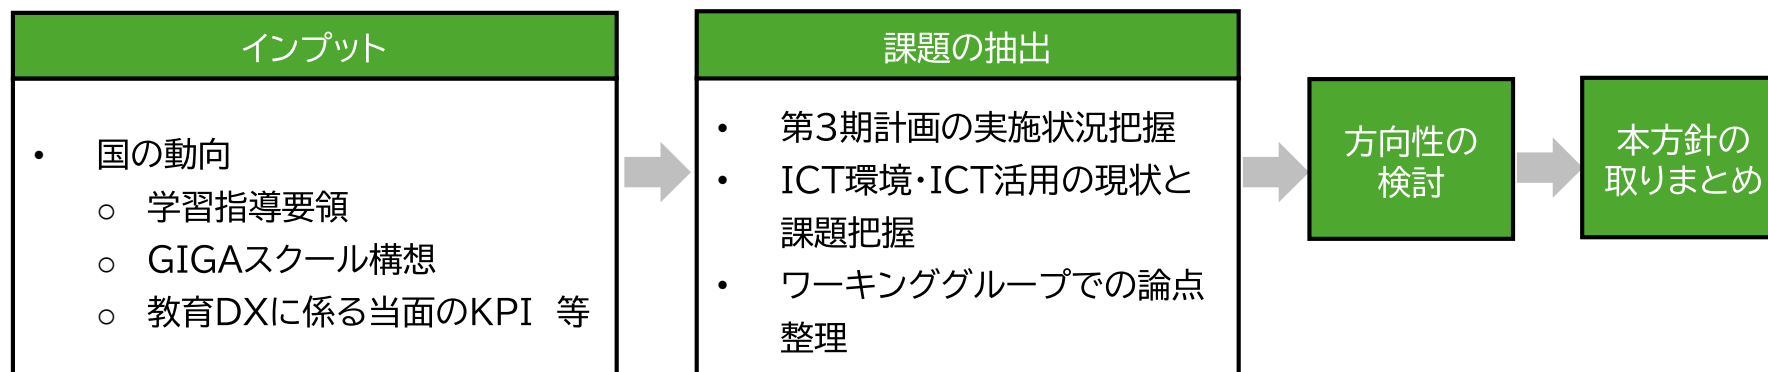 インプット
• 国の動向
○ 学習指導要領
○ GIGAスクール構想
○ 教育DXに係る当面のKPI 等
課題の抽出
• 第3期計画の実施状況把握
• ICT環境・ICT活用の現状と
課題把握
• ワーキンググループでの論点
整理
方向性の
検討
本方針の
取りまとめ